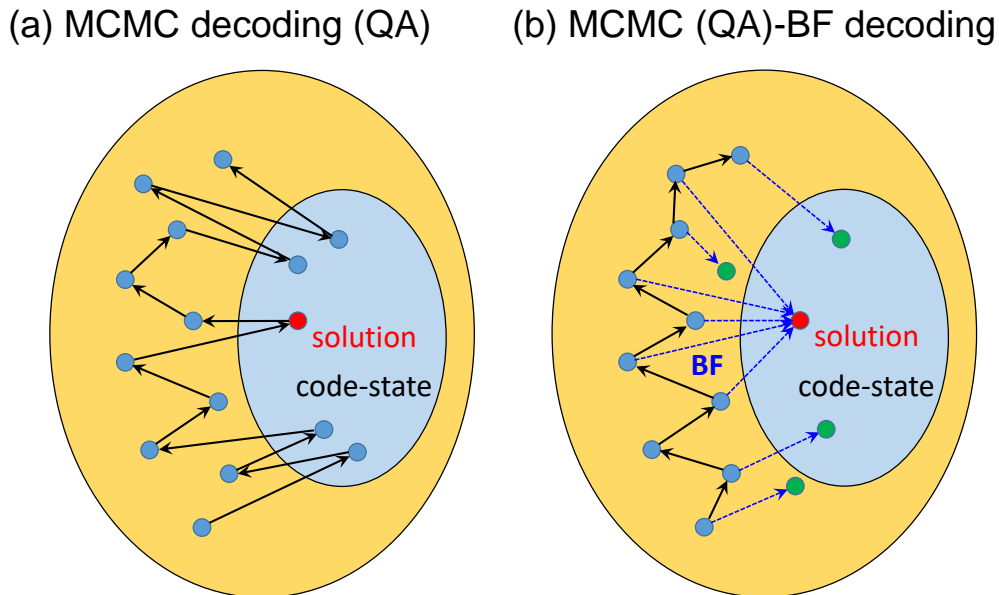 (a) MCMC decoding (QA)
(b) MCMC (QA)-BF decoding
solution
code-state
solution
BF
code-state